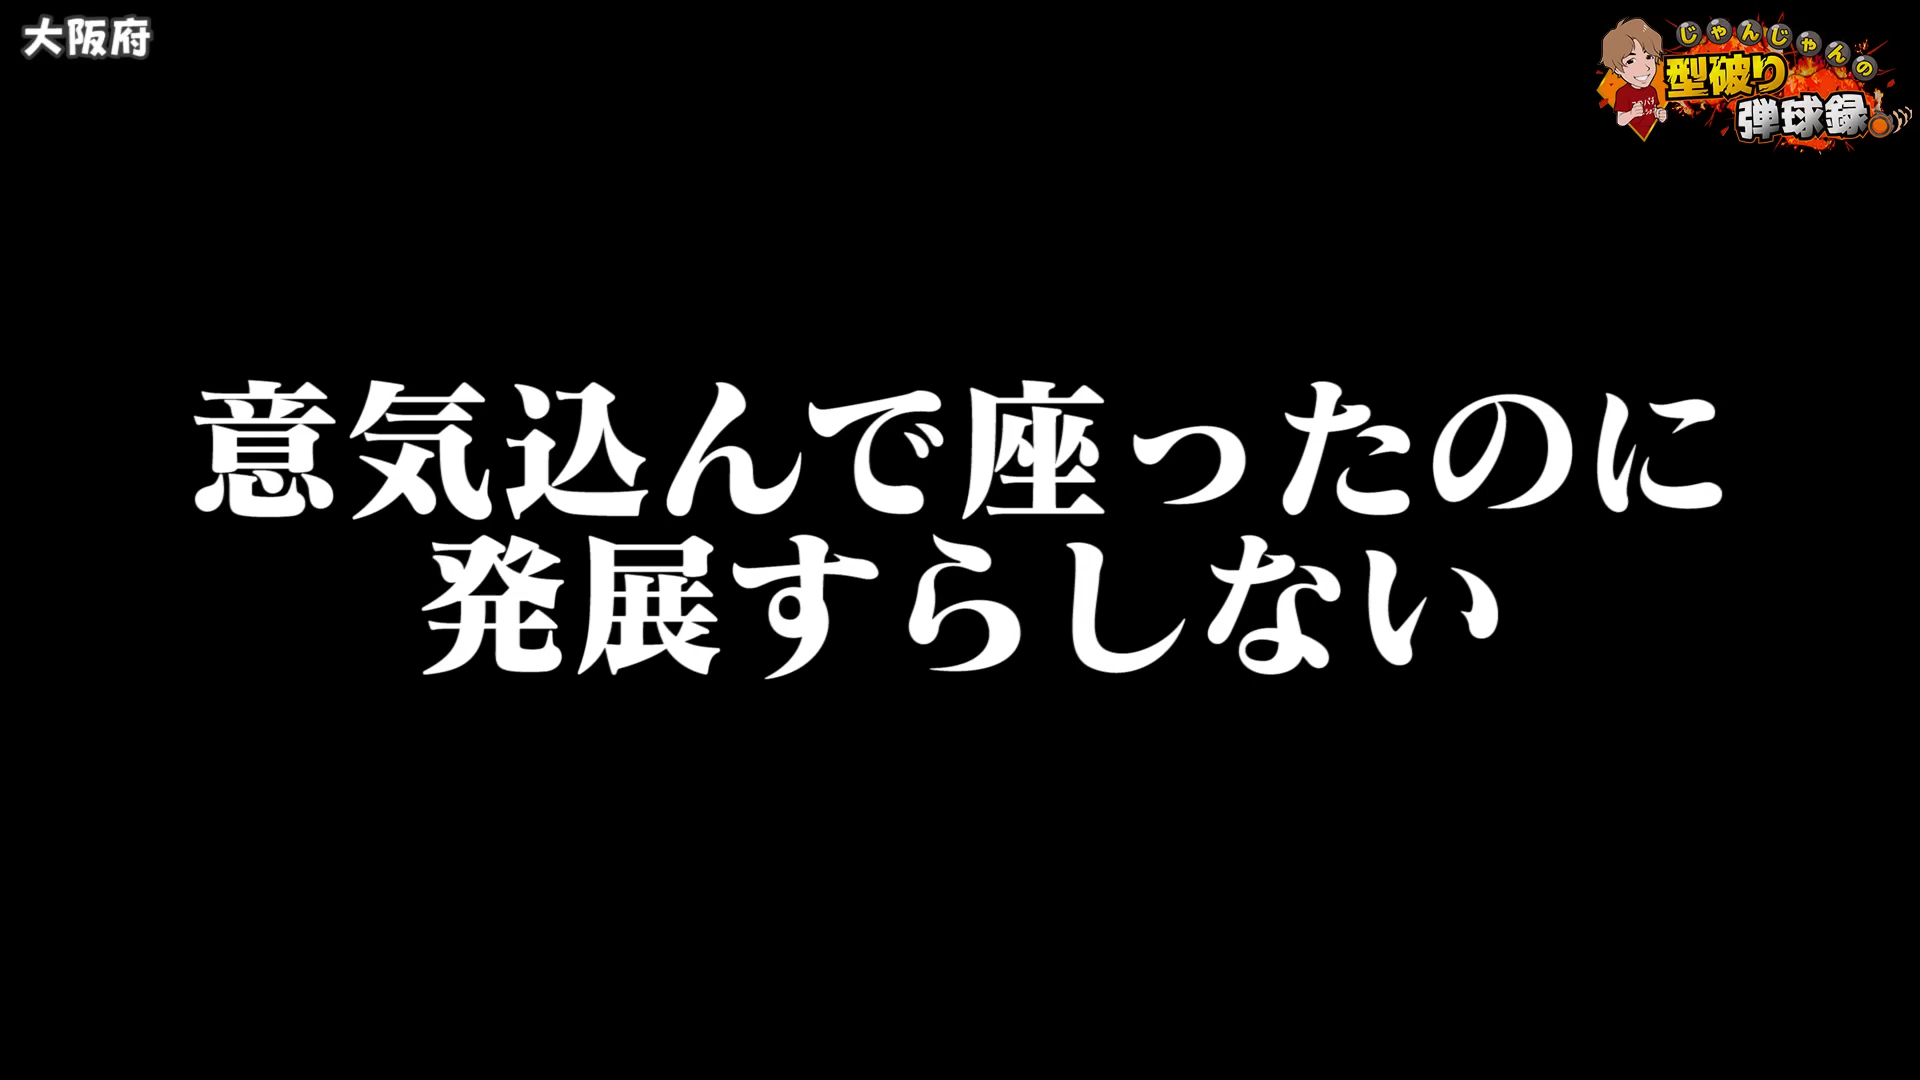 大阪府
じゃんじゃんの
型破り
弾球録
意気込んで座ったのに
発展すらしない